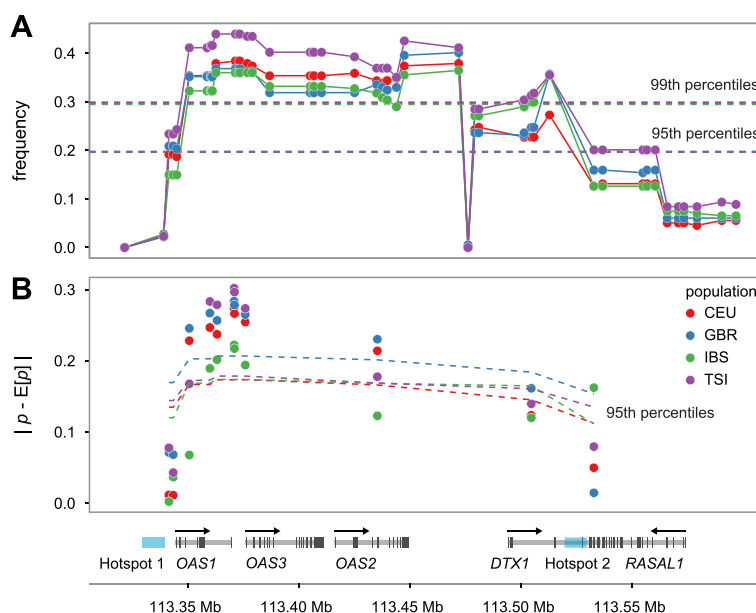 A
frequency
0.4
0.3
0.2
0.1
0.0
99th percentiles
95th percentiles
B
| p - E[p] |
0.3
0.2
0.1
0.0
population
CEU
GBR
IBS
TSI
95th percentiles
Hotspot 1 OAS1 OAS3 OAS2 DTX1 Hotspot 2 RASAL1
113.35 Mb 113.40 Mb 113.45 Mb 113.50 Mb 113.55 Mb